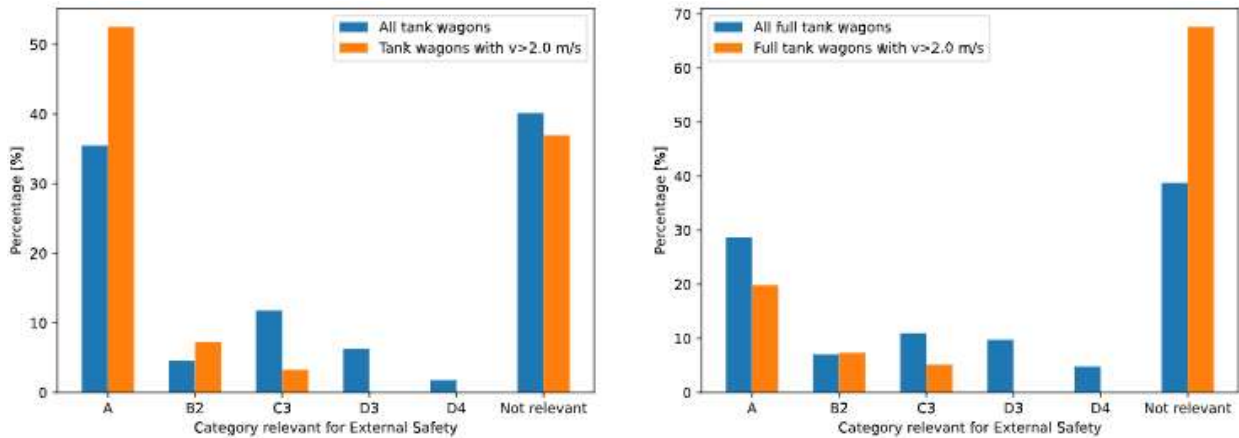 All tank wagons
Tank wagons with v>2.0 m/s
Percentage [%]
50
40
30
20
10
0
A B2 C3 D3 D4 Not relevant
Category relevant for External Safety
All full tank wagons
Full tank wagons with v>2.0 m/s
Percentage [%]
70
60
50
40
30
20
10
0
A B2 C3 D3 D4 Not relevant
Category relevant for External Safety